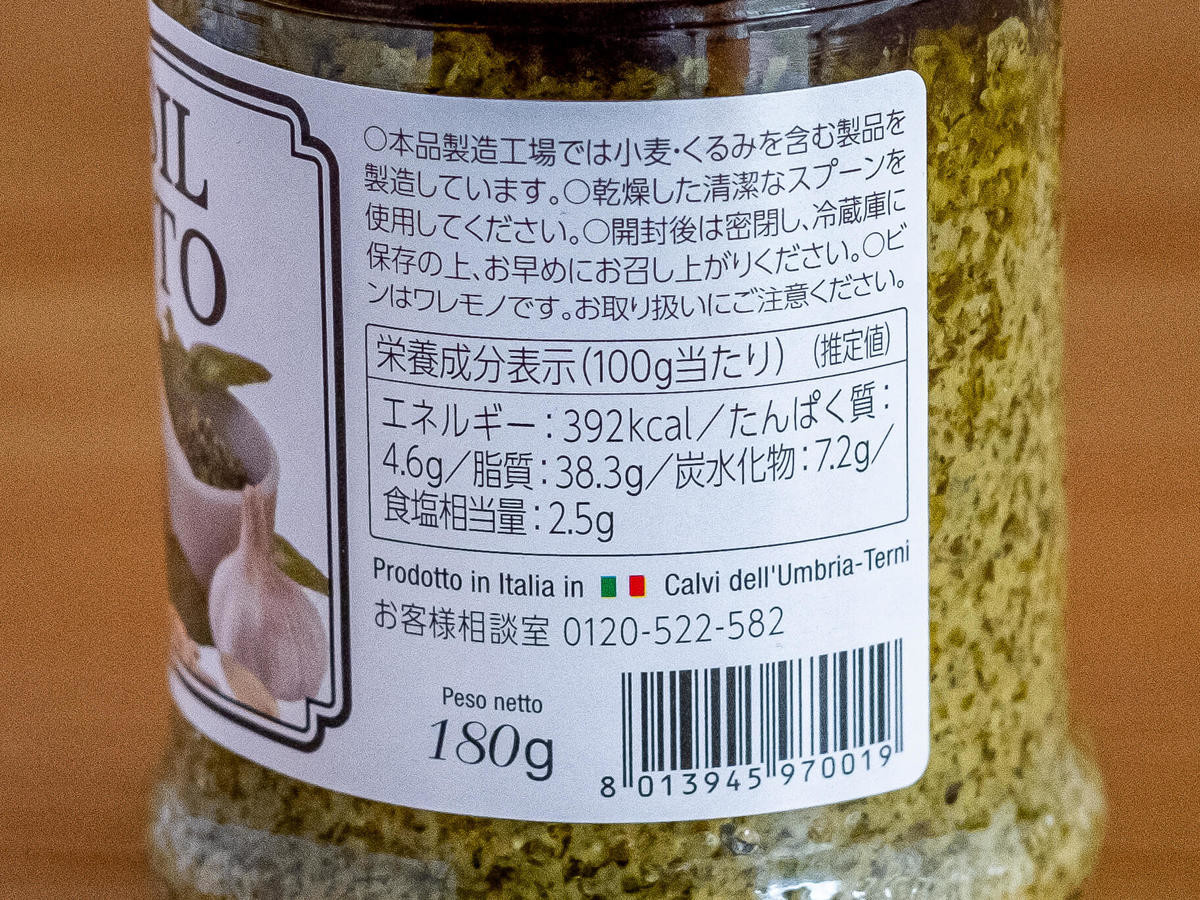 ○本品製造工場では小麦・くるみを含む製品を
製造しています。○乾燥した清潔なスプーンを
使用してください。○開封後は密閉し、冷蔵庫に
保存の上、お早めにお召し上がりください。○ビ
ンはワレモノです。お取り扱いにご注意ください。
栄養成分表示(100g当たり) (推定値)
エネルギー:392kcal/たんぱく質:
4.6g/脂質:38.3g/炭水化物:7.2g/
食塩相当量:2.5g
Prodotto in Italia in Calvi dell'Umbria-Terni
お客様相談室 0120-522-582
Peso netto
180g
8 013945 970019